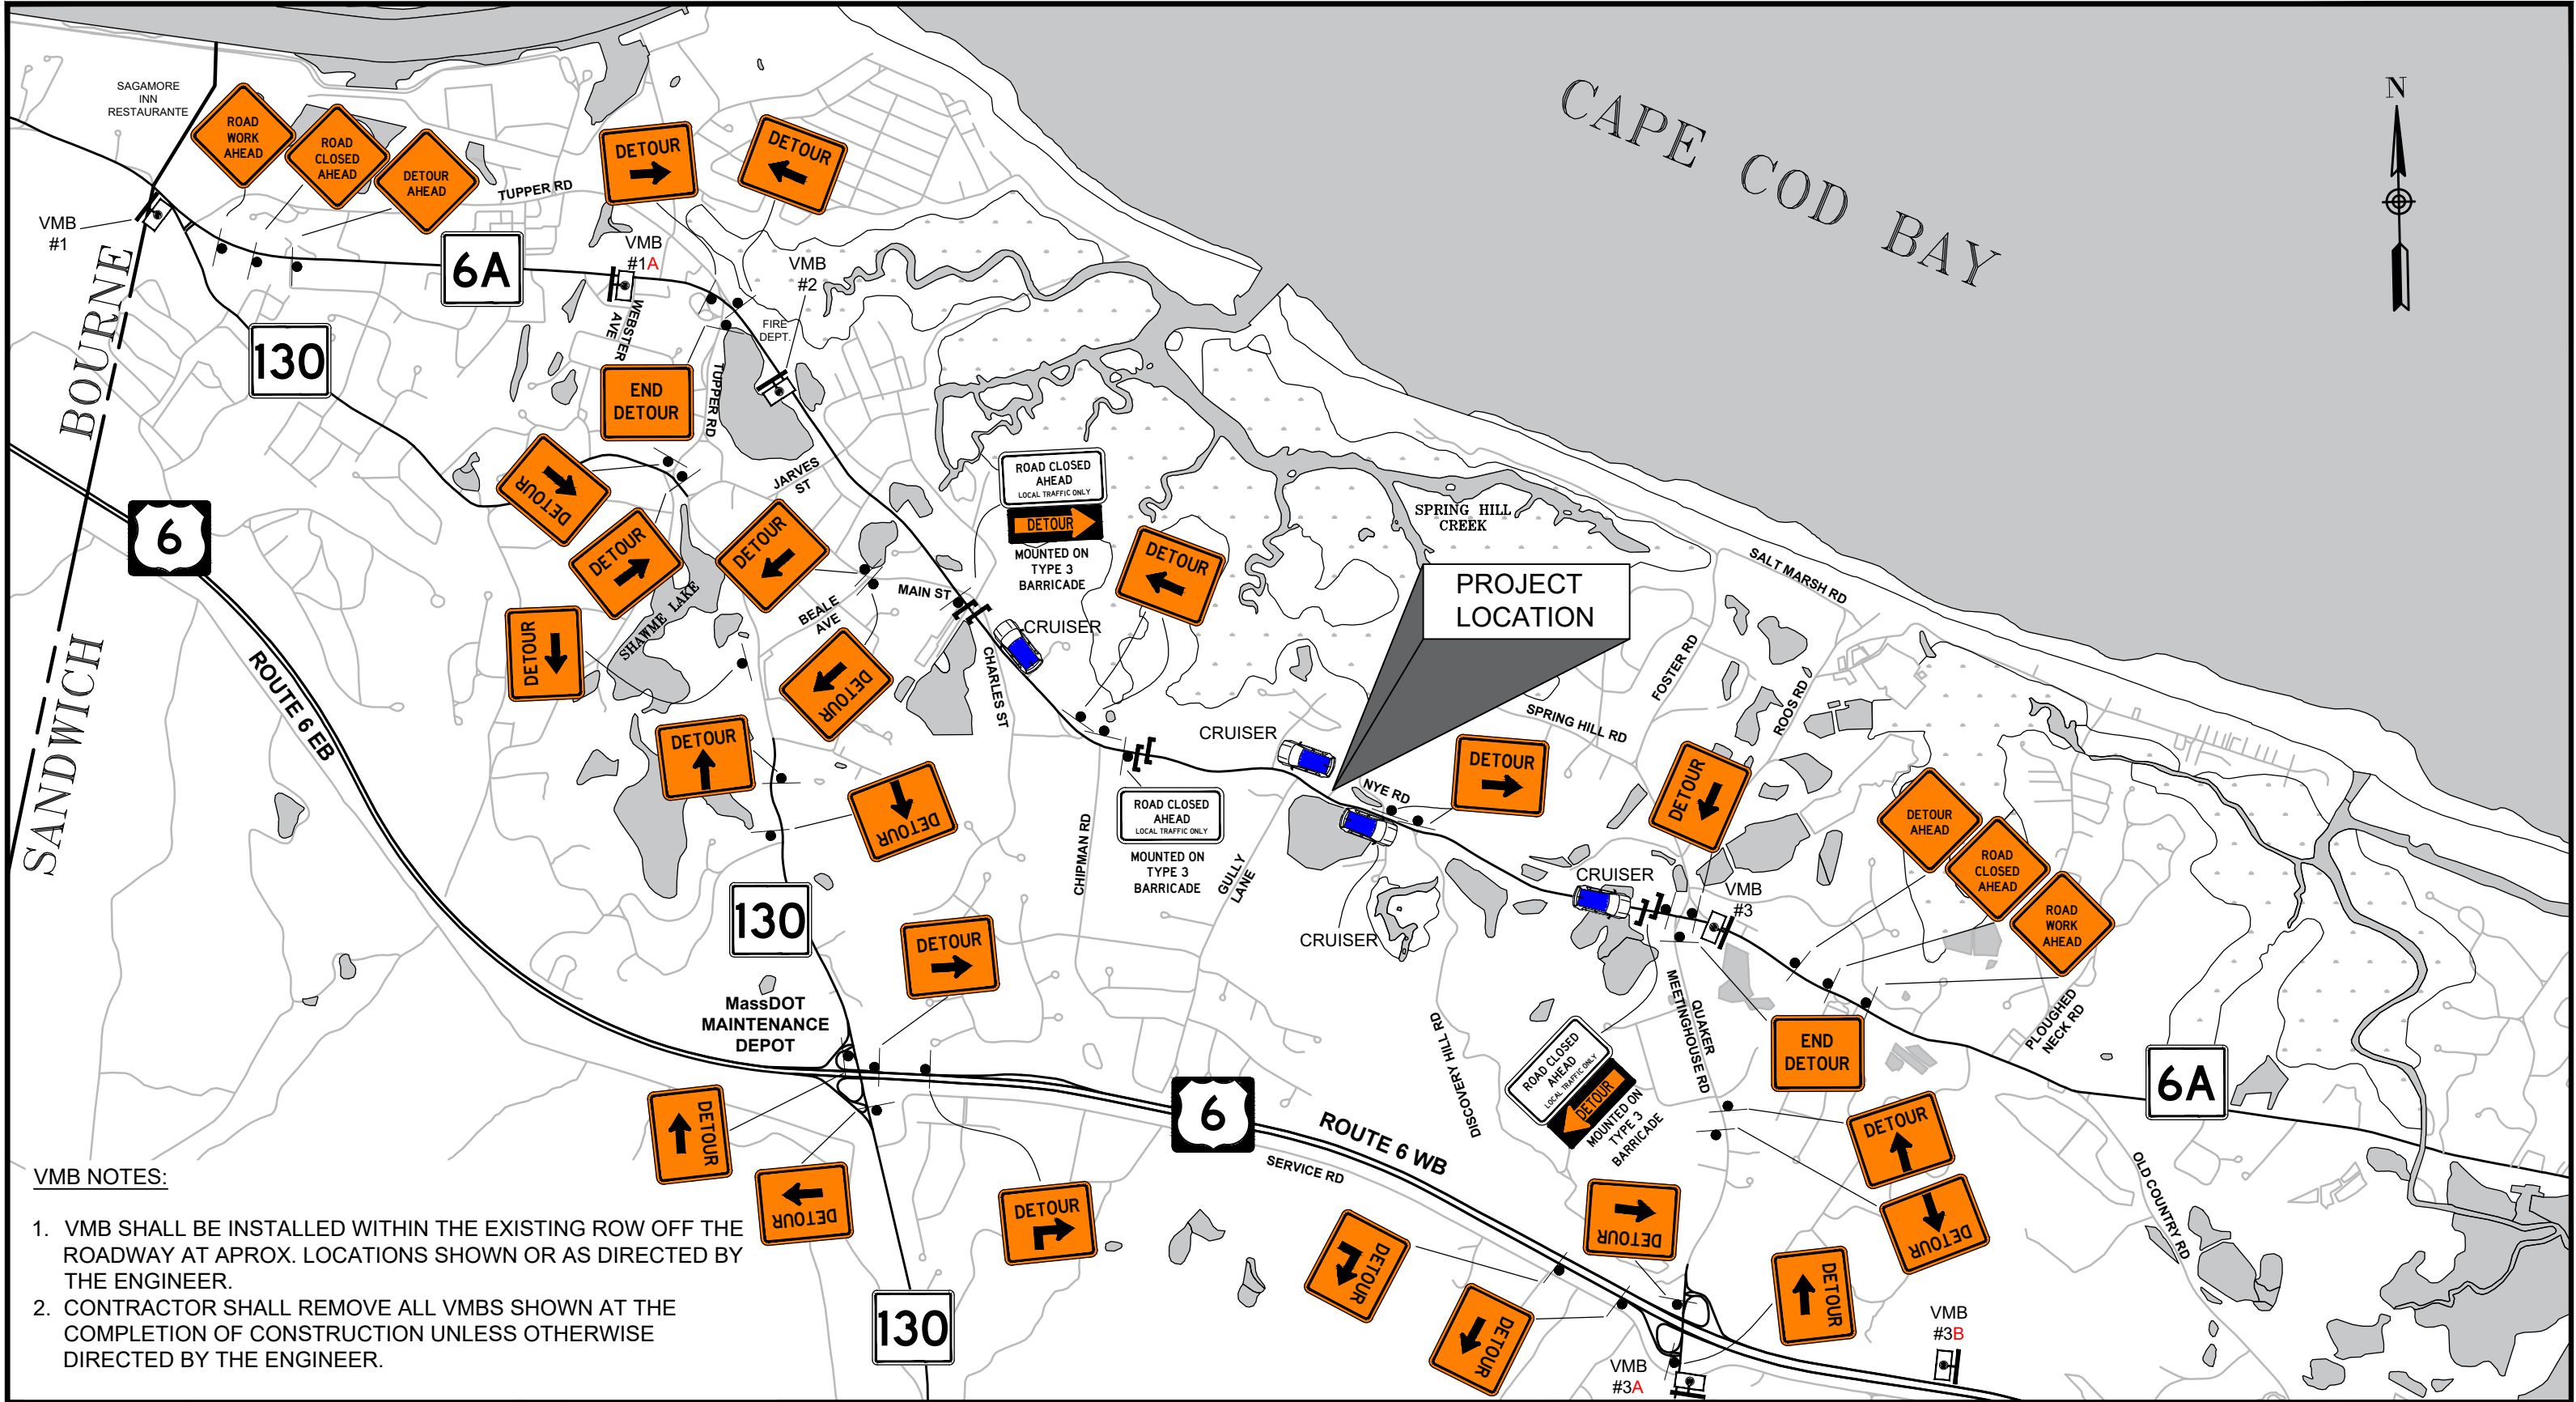 CAPE COD BAY
N
SAGAMORE
INN
RESTAURANTE
ROAD
WORK
AHEAD
ROAD
CLOSED
AHEAD
DETOUR
AHEAD
TUPPER RD
DETOUR
DETOUR
VMB
#1
VMB
#1A
VMB
#2
6A
BOURNE
SANDWICH
130
WEBSTER
AVE
FIRE
DEPT.
END
DETOUR
TUPPER RD
JARVES
ST
DETOUR
DETOUR
DETOUR
DETOUR
SHAWME LAKE
BEALE
AVE
MAIN ST
DETOUR
ROAD CLOSED
AHEAD
LOCAL TRAFFIC ONLY
DETOUR
MOUNTED ON
TYPE 3
BARRICADE
DETOUR
CRUISER
CHARLES ST
SPRING HILL
CREEK
PROJECT
LOCATION
SALT MARSH RD
FOSTER RD
ROOS RD
SPRING HILL RD
6
ROUTE 6 EB
DETOUR
DETOUR
CRUISER
NYE RD
DETOUR
DETOUR
ROAD CLOSED
AHEAD
LOCAL TRAFFIC ONLY
MOUNTED ON
TYPE 3
BARRICADE
CHIPMAN RD
GULLY
LANE
CRUISER
CRUISER
VMB
#3
DETOUR
AHEAD
ROAD
CLOSED
AHEAD
ROAD
WORK
AHEAD
130
DETOUR
MassDOT
MAINTENANCE
DEPOT
DISCOVERY HILL RD
QUAKER
MEETINGHOUSE RD
PLOUGHED
NECK RD
END
DETOUR
6A
ROAD CLOSED
AHEAD
LOCAL TRAFFIC ONLY
DETOUR
MOUNTED ON
TYPE 3
BARRICADE
6
ROUTE 6 WB
SERVICE RD
DETOUR
DETOUR
DETOUR
DETOUR
DETOUR
OLD COUNTRY RD
DETOUR
DETOUR
DETOUR
DETOUR
130
VMB
#3A
VMB
#3B
VMB NOTES:
1. VMB SHALL BE INSTALLED WITHIN THE EXISTING ROW OFF THE
ROADWAY AT APROX. LOCATIONS SHOWN OR AS DIRECTED BY
THE ENGINEER.
2. CONTRACTOR SHALL REMOVE ALL VMBS SHOWN AT THE
COMPLETION OF CONSTRUCTION UNLESS OTHERWISE
DIRECTED BY THE ENGINEER.